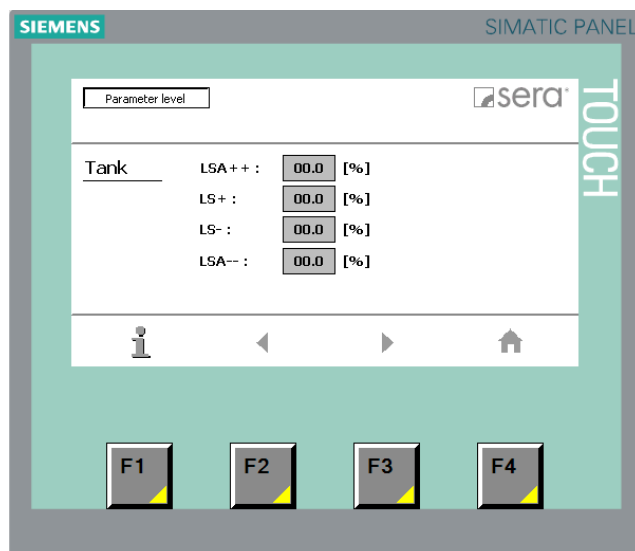 SIEMENS
SIMATIC PANEL
TOUCH
Parameter level
sera
Tank
LSA++ : 00.0 [%]
LS+ : 00.0 [%]
LS- : 00.0 [%]
LSA-- : 00.0 [%]
F1 F2 F3 F4